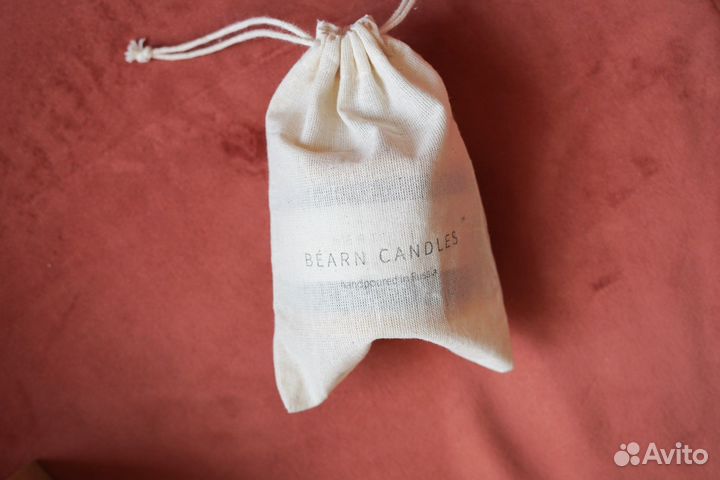 BÉARN CANDLES
handpoured in Russia
Avito